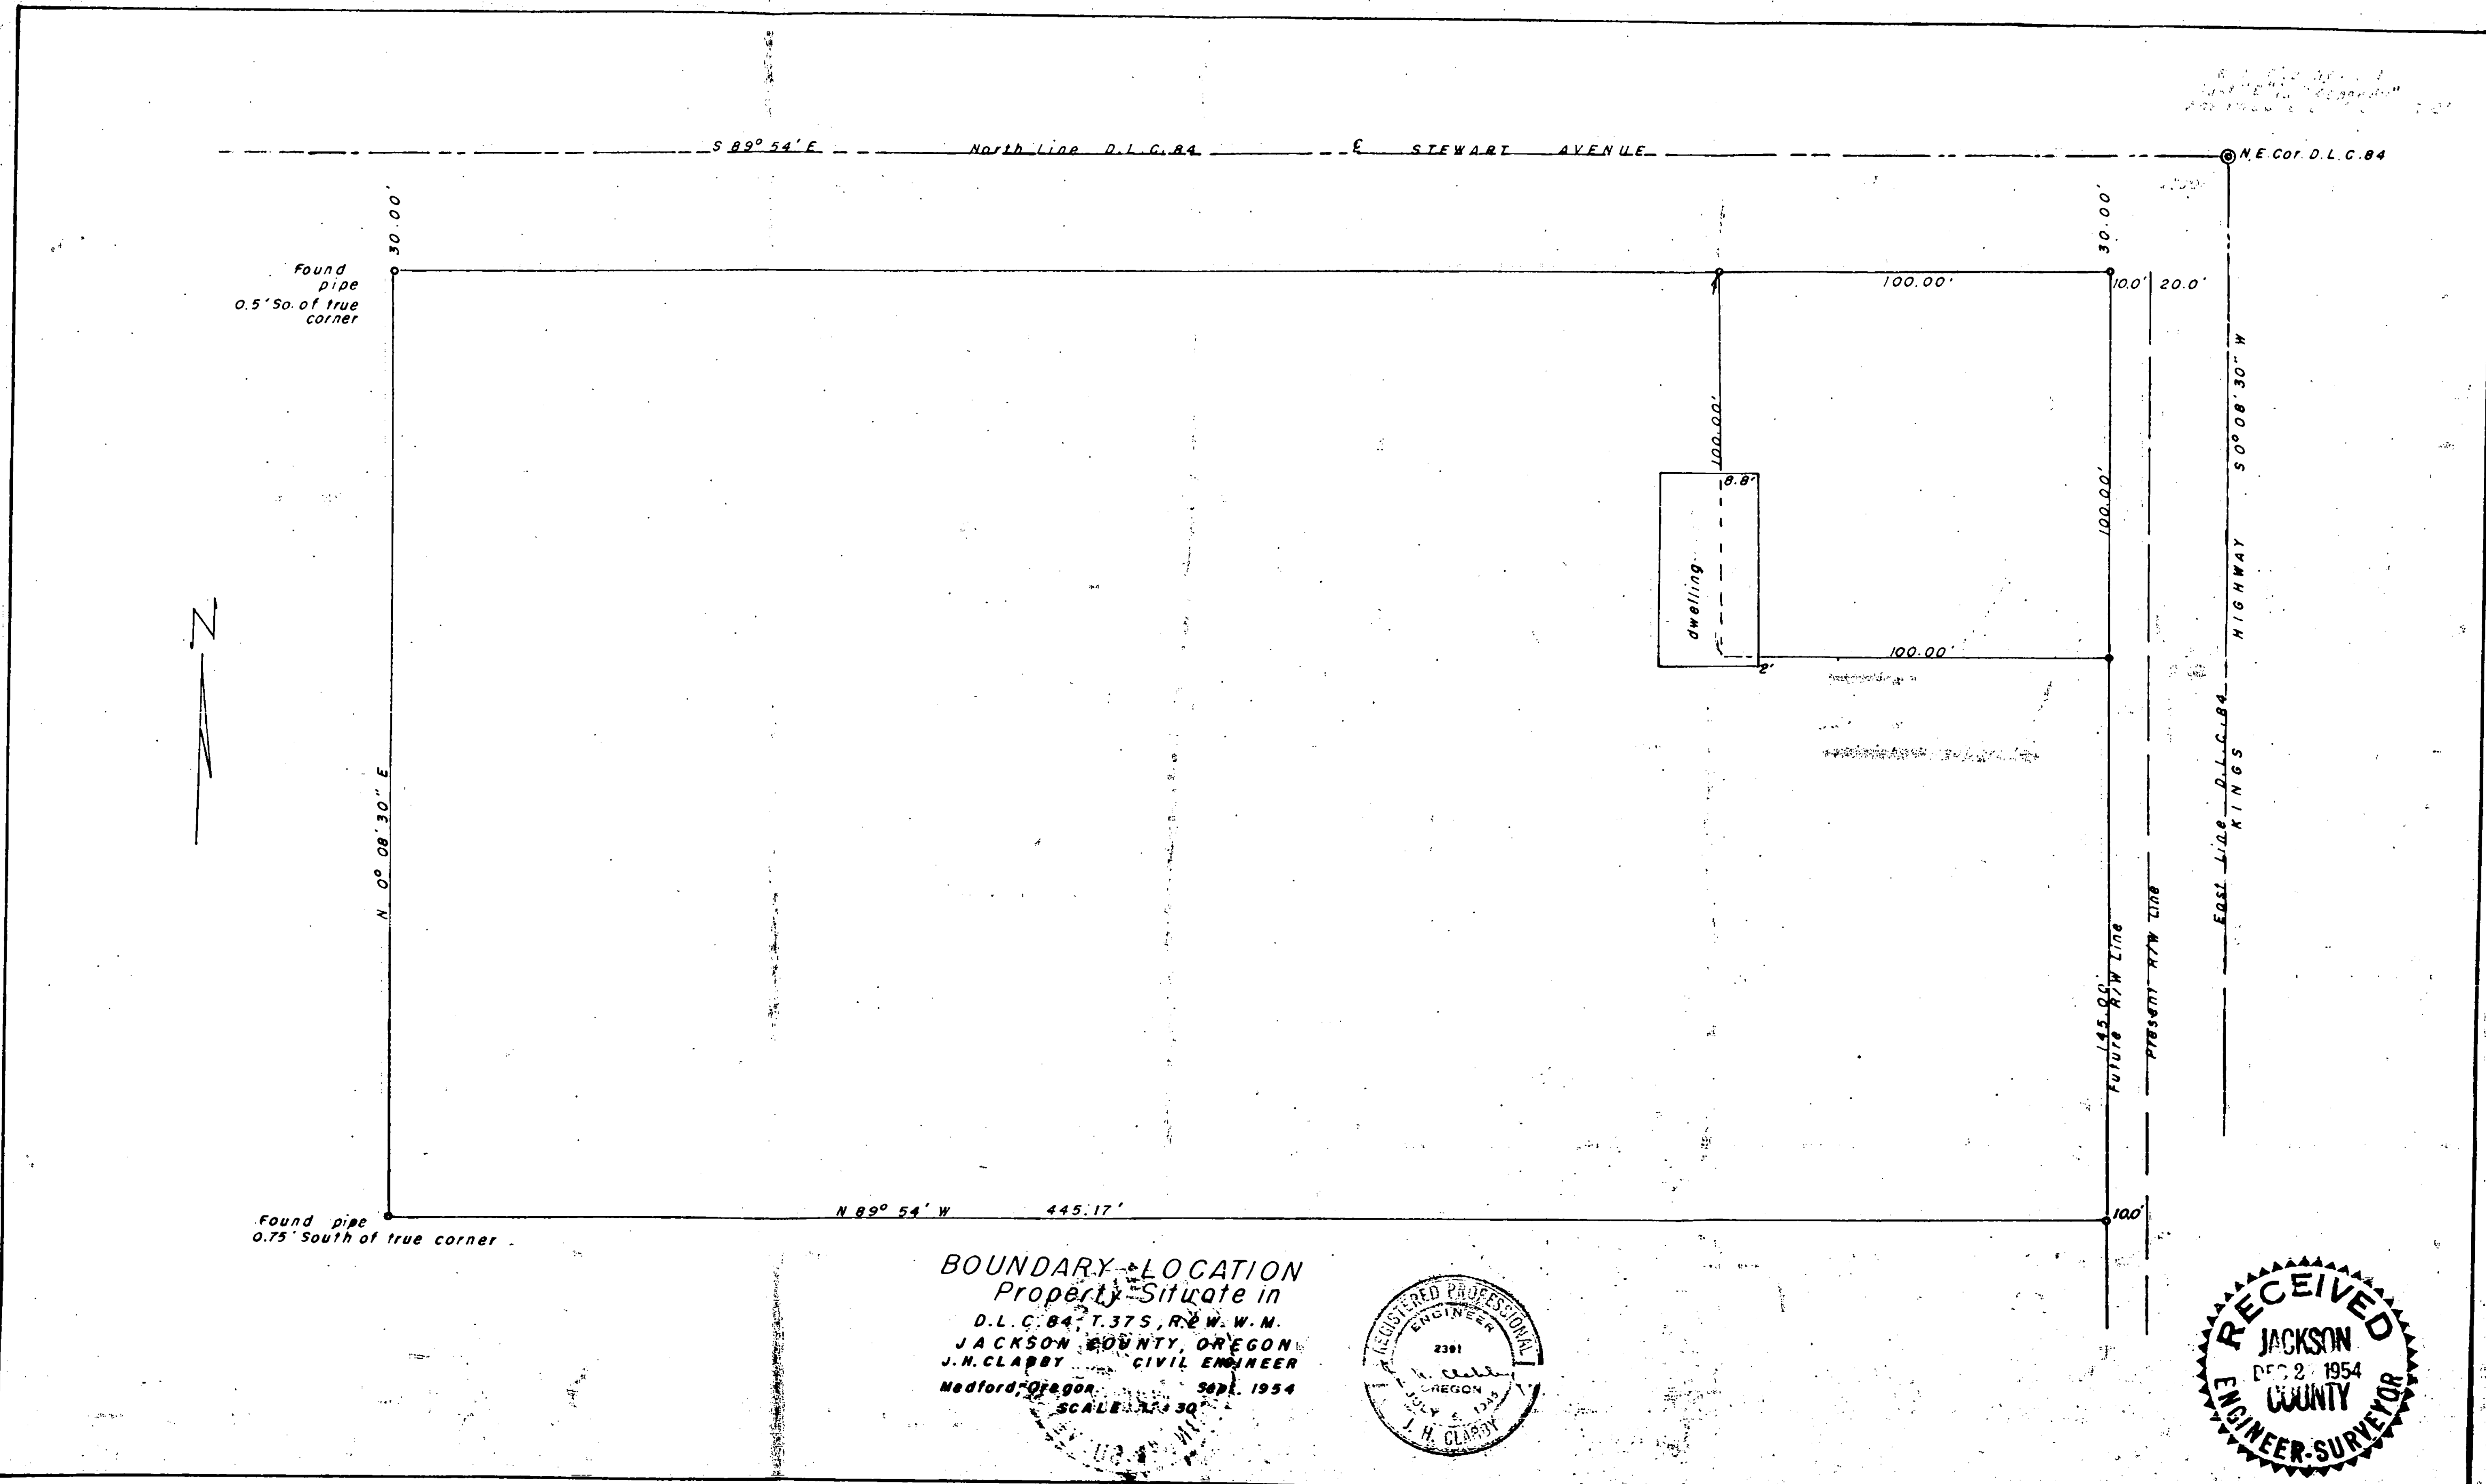 S 89° 54' E North Line D.L.C. 84 ℄ STEWART AVENUE
N.E. Cor. D.L.C. 84
30.00'
30.00'
Found
pipe
0.5' So. of true
corner
100.00'
10.0'
20.0'
S 0° 08' 30" W
100.00'
100.00'
8.8'
dwelling
100.00'
2'
KINGS HIGHWAY
East Line D.L.C. 84
N 0° 08' 30" E
145.00'
Future R/W Line
Present R/W Line
N 89° 54' W 445.17'
10.0'
Found pipe
0.75' South of true corner
BOUNDARY LOCATION
Property Situate in
D.L.C. 84, T. 37 S, R. 2 W. W. M.
JACKSON COUNTY, OREGON
J. H. CLABBY CIVIL ENGINEER
Medford, Oregon Sept. 1954
SCALE
REGISTERED PROFESSIONAL
ENGINEER
2391
OREGON
JULY
J. H. CLABBY
RECEIVED
JACKSON
DEC 2 1954
COUNTY
ENGINEER-SURVEYOR
N